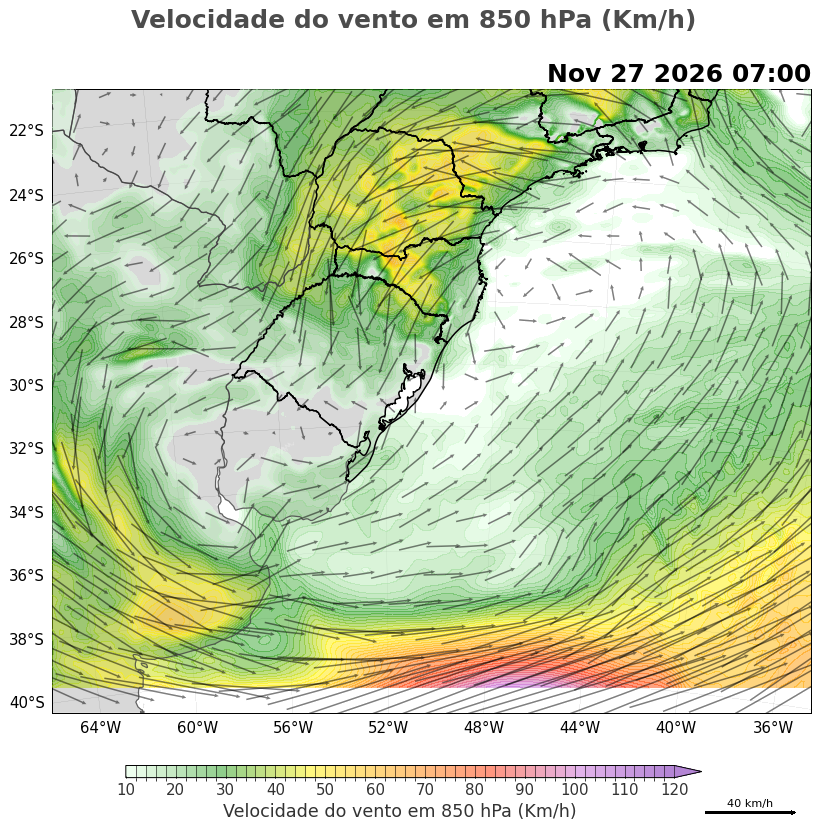 Velocidade do vento em 850 hPa (Km/h)
Nov 27 2026 07:00
22°S
24°S
26°S
28°S
30°S
32°S
34°S
36°S
38°S
40°S
64°W 60°W 56°W 52°W 48°W 44°W 40°W 36°W
10 20 30 40 50 60 70 80 90 100 110 120
Velocidade do vento em 850 hPa (Km/h)
40 km/h